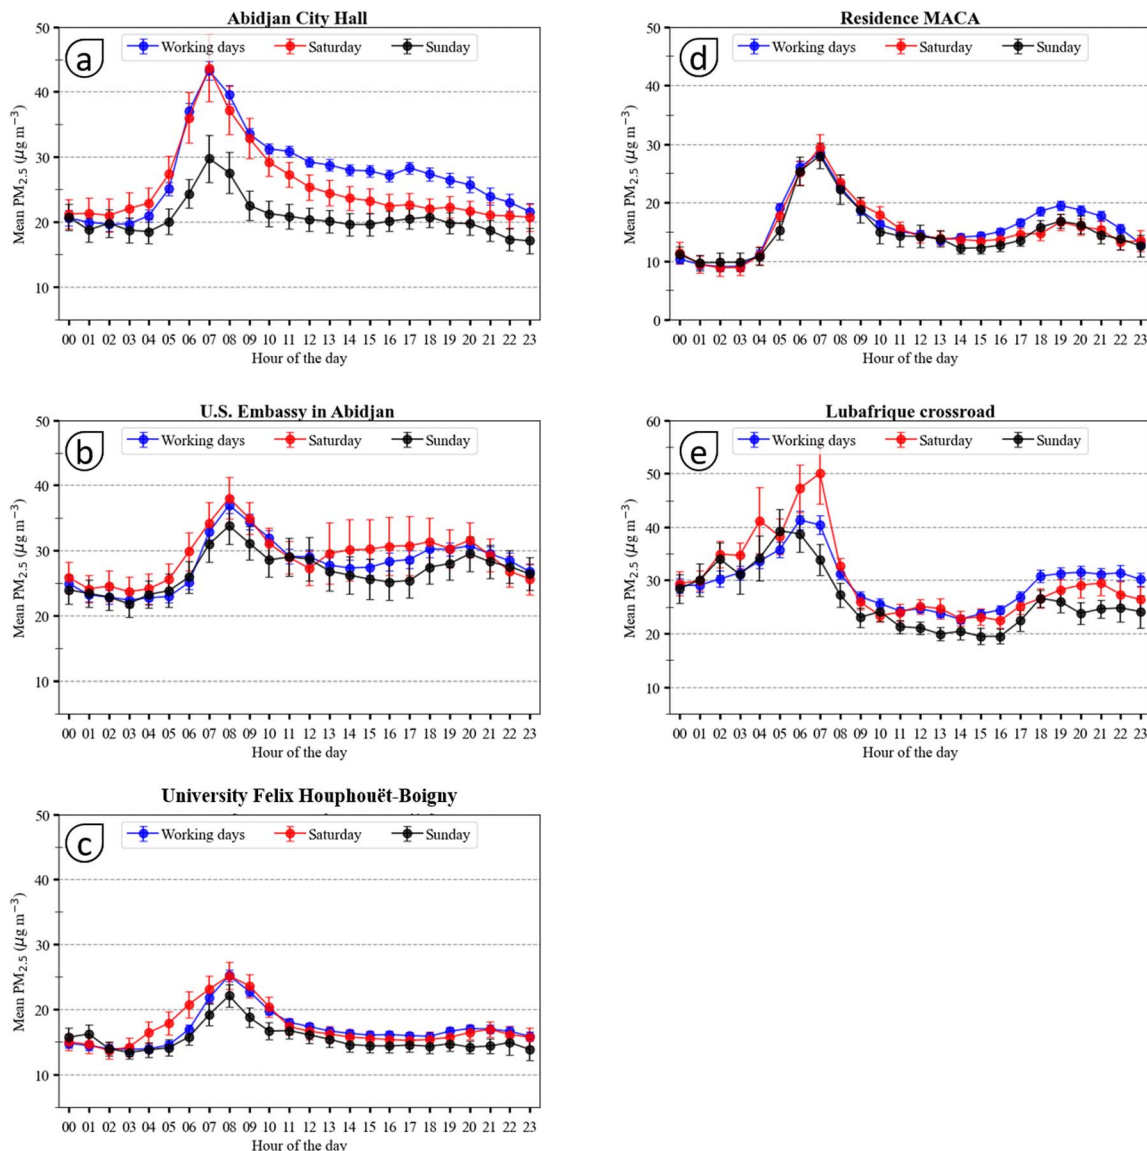 Abidjan City Hall
a
Working days Saturday Sunday
50
40
30
20
10
Mean PM2.5 (μg m−3)
00 01 02 03 04 05 06 07 08 09 10 11 12 13 14 15 16 17 18 19 20 21 22 23
Hour of the day
U.S. Embassy in Abidjan
b
Working days Saturday Sunday
50
40
30
20
10
Mean PM2.5 (μg m−3)
00 01 02 03 04 05 06 07 08 09 10 11 12 13 14 15 16 17 18 19 20 21 22 23
Hour of the day
University Felix Houphouët-Boigny
c
Working days Saturday Sunday
50
40
30
20
10
Mean PM2.5 (μg m−3)
00 01 02 03 04 05 06 07 08 09 10 11 12 13 14 15 16 17 18 19 20 21 22 23
Hour of the day
Residence MACA
d
Working days Saturday Sunday
50
40
30
20
10
0
Mean PM2.5 (μg m−3)
00 01 02 03 04 05 06 07 08 09 10 11 12 13 14 15 16 17 18 19 20 21 22 23
Hour of the day
Lubafrique crossroad
e
Working days Saturday Sunday
60
50
40
30
20
10
Mean PM2.5 (μg m−3)
00 01 02 03 04 05 06 07 08 09 10 11 12 13 14 15 16 17 18 19 20 21 22 23
Hour of the day